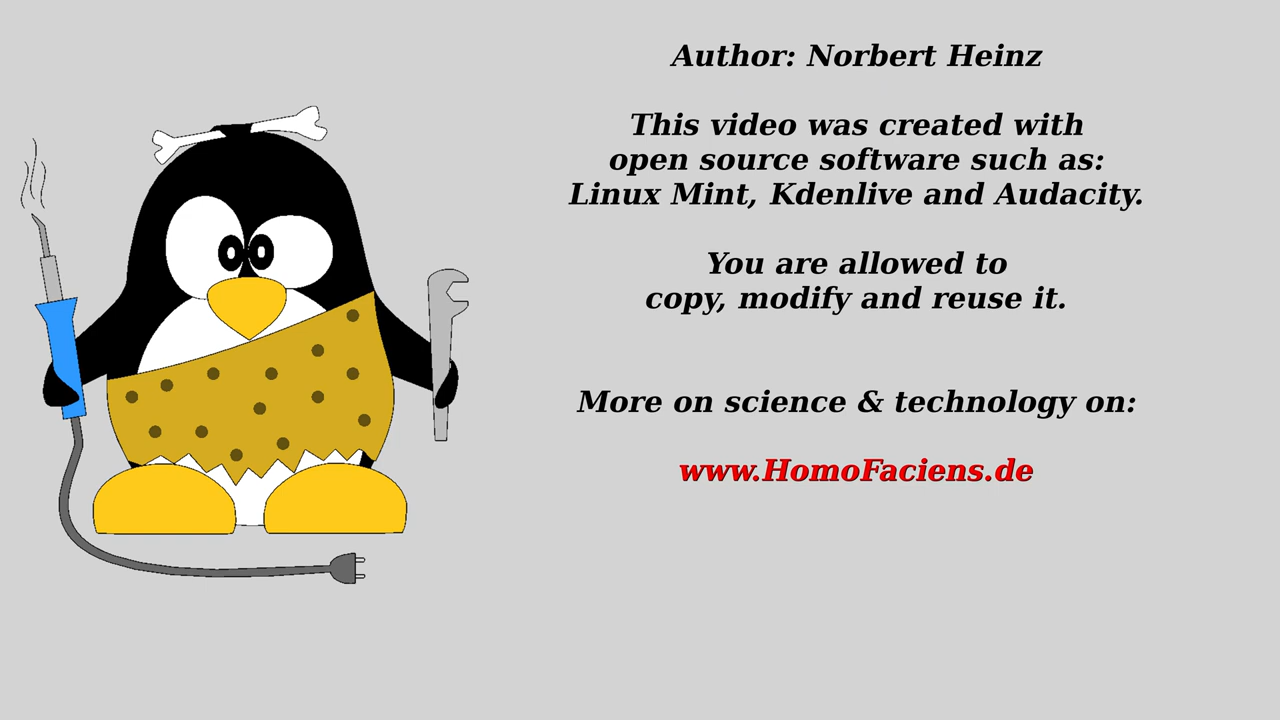 Author: Norbert Heinz
This video was created with
open source software such as:
Linux Mint, Kdenlive and Audacity.
You are allowed to
copy, modify and reuse it.
More on science & technology on:
www.HomoFaciens.de